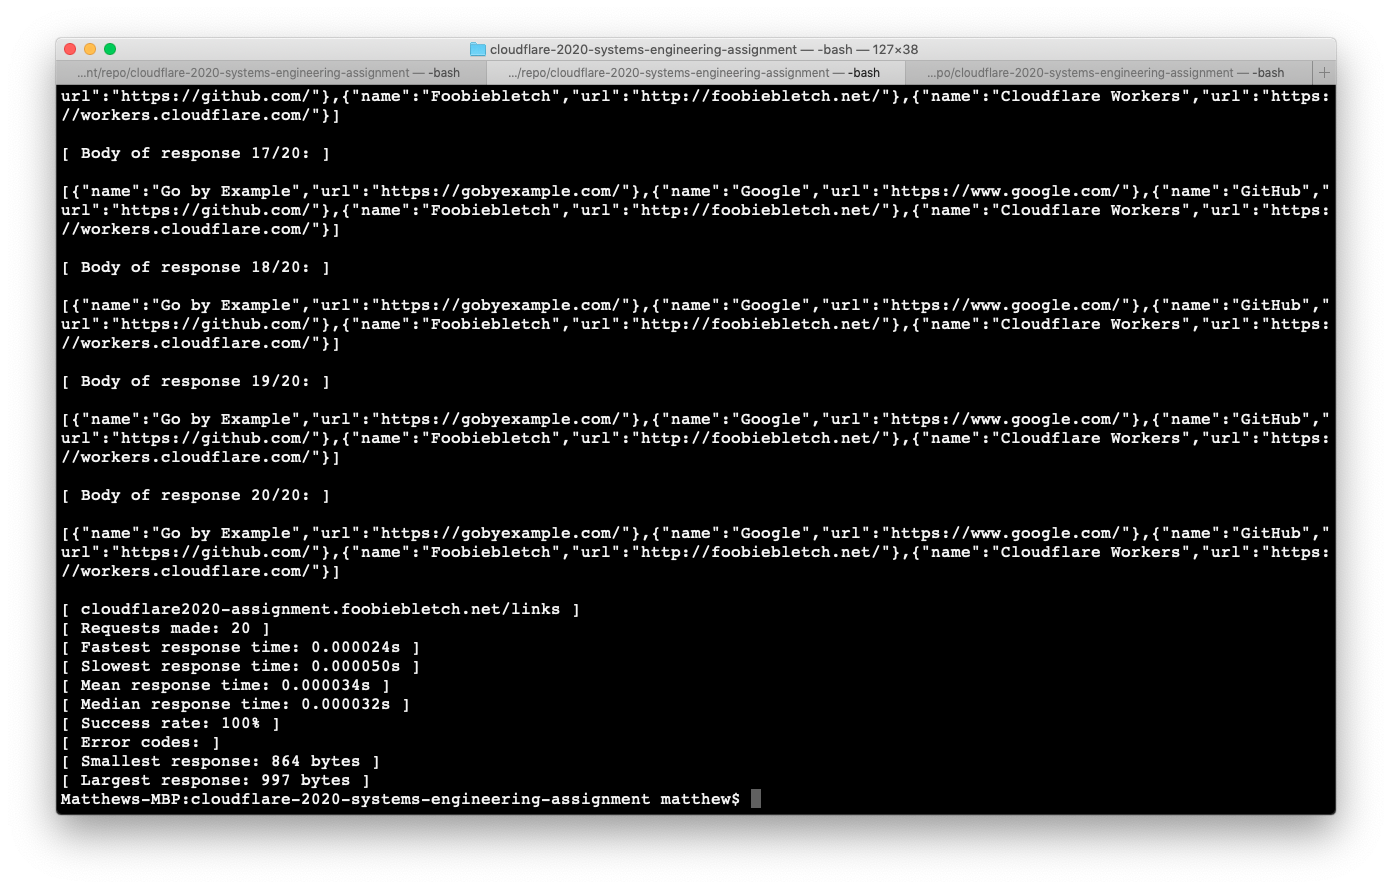 cloudflare-2020-systems-engineering-assignment — -bash — 127×38
...nt/repo/cloudflare-2020-systems-engineering-assignment — -bash
.../repo/cloudflare-2020-systems-engineering-assignment — -bash
...po/cloudflare-2020-systems-engineering-assignment — -bash
+
url":"https://github.com/"},{"name":"Foobiebletch","url":"http://foobiebletch.net/"},{"name":"Cloudflare Workers","url":"https:
//workers.cloudflare.com/"}]
[ Body of response 17/20: ]
[{"name":"Go by Example","url":"https://gobyexample.com/"},{"name":"Google","url":"https://www.google.com/"},{"name":"GitHub","
url":"https://github.com/"},{"name":"Foobiebletch","url":"http://foobiebletch.net/"},{"name":"Cloudflare Workers","url":"https:
//workers.cloudflare.com/"}]
[ Body of response 18/20: ]
[{"name":"Go by Example","url":"https://gobyexample.com/"},{"name":"Google","url":"https://www.google.com/"},{"name":"GitHub","
url":"https://github.com/"},{"name":"Foobiebletch","url":"http://foobiebletch.net/"},{"name":"Cloudflare Workers","url":"https:
//workers.cloudflare.com/"}]
[ Body of response 19/20: ]
[{"name":"Go by Example","url":"https://gobyexample.com/"},{"name":"Google","url":"https://www.google.com/"},{"name":"GitHub","
url":"https://github.com/"},{"name":"Foobiebletch","url":"http://foobiebletch.net/"},{"name":"Cloudflare Workers","url":"https:
//workers.cloudflare.com/"}]
[ Body of response 20/20: ]
[{"name":"Go by Example","url":"https://gobyexample.com/"},{"name":"Google","url":"https://www.google.com/"},{"name":"GitHub","
url":"https://github.com/"},{"name":"Foobiebletch","url":"http://foobiebletch.net/"},{"name":"Cloudflare Workers","url":"https:
//workers.cloudflare.com/"}]
[ cloudflare2020-assignment.foobiebletch.net/links ]
[ Requests made: 20 ]
[ Fastest response time: 0.000024s ]
[ Slowest response time: 0.000050s ]
[ Mean response time: 0.000034s ]
[ Median response time: 0.000032s ]
[ Success rate: 100% ]
[ Error codes: ]
[ Smallest response: 864 bytes ]
[ Largest response: 997 bytes ]
Matthews-MBP:cloudflare-2020-systems-engineering-assignment matthew$